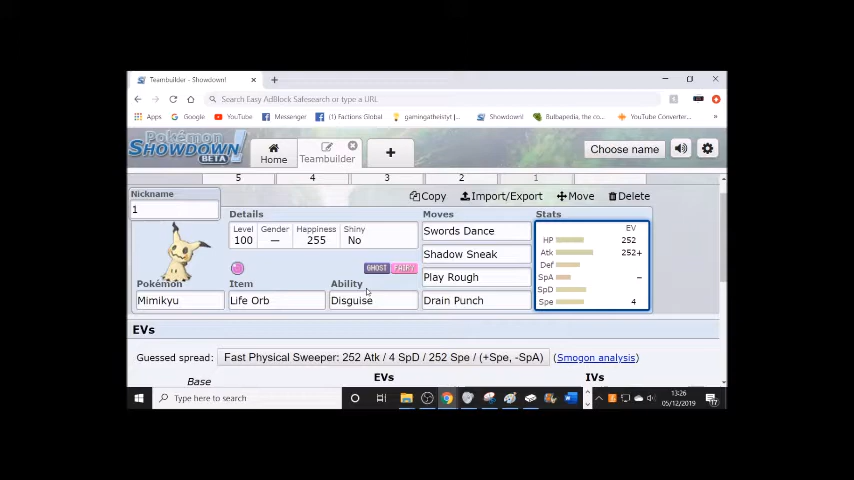 Teambuilder - Showdown!
Search Easy AdBlock Safesearch or type a URL
Apps
Google
YouTube
Messenger
(I) Factions Global
gamingatheistyt |
Showdown!
Bulbapedia, the co...
YouTube Converter...
Pokémon
SHOWDOWN!
BETA
Home
Teambuilder
Choose name
5 4 3 2 1
Nickname
1
Copy Import/Export Move Delete
Details
Level Gender Happiness Shiny
100 — 255 No
GHOST FAIRY
Pokémon
Mimikyu
Item
Life Orb
Ability
Disguise
Moves
Swords Dance
Shadow Sneak
Play Rough
Drain Punch
Stats
EV
HP 252
Atk 252+
Def
SpA –
SpD
Spe 4
EVs
Guessed spread: Fast Physical Sweeper: 252 Atk / 4 SpD / 252 Spe / (+Spe, -SpA) (Smogon analysis)
Base EVs IVs
Type here to search
13:26
05/12/2019
17